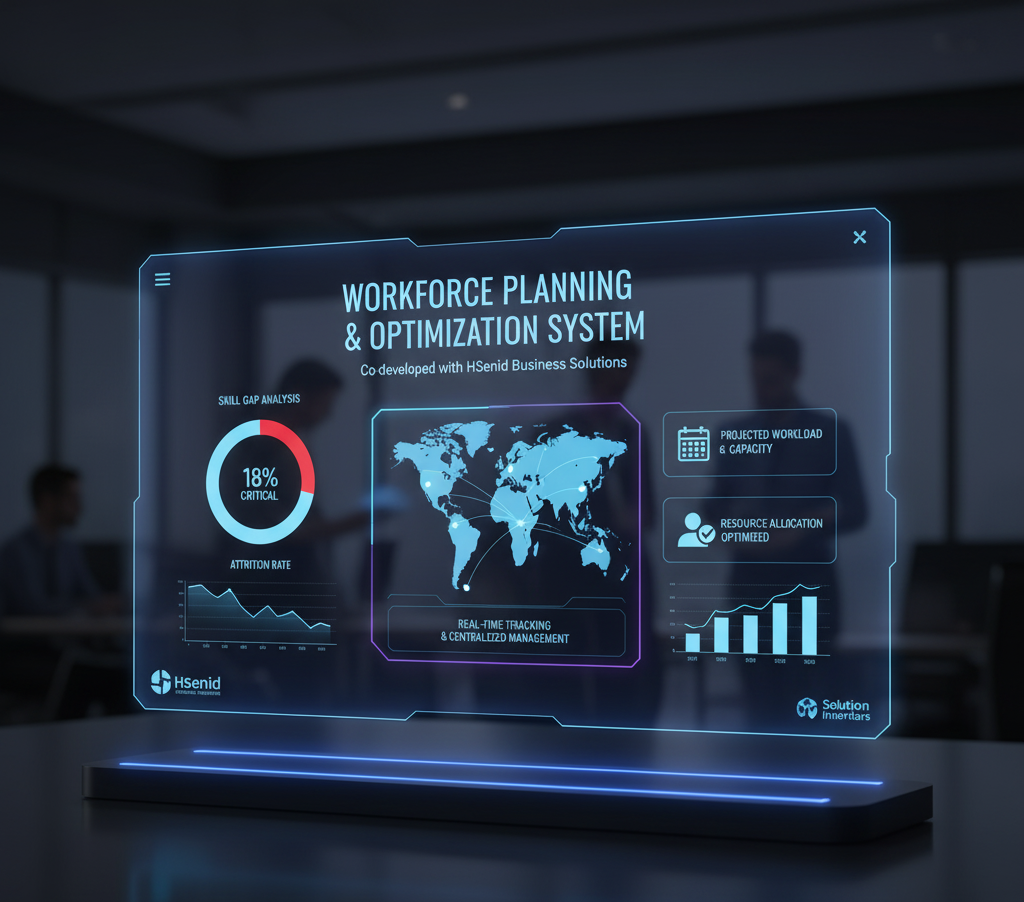 WORKFORCE PLANNING
& OPTIMIZATION SYSTEM
Co-developed with HSenid Business Solutions
SKILL GAP ANALYSIS
18%
CRITICAL
ATTRITION RATE
REAL-TIME TRACKING
& CENTRALIZED MANAGEMENT
PROJECTED WORKLOAD
& CAPACITY
RESOURCE ALLOCATION
OPTIMIZED
HSenid
Solution